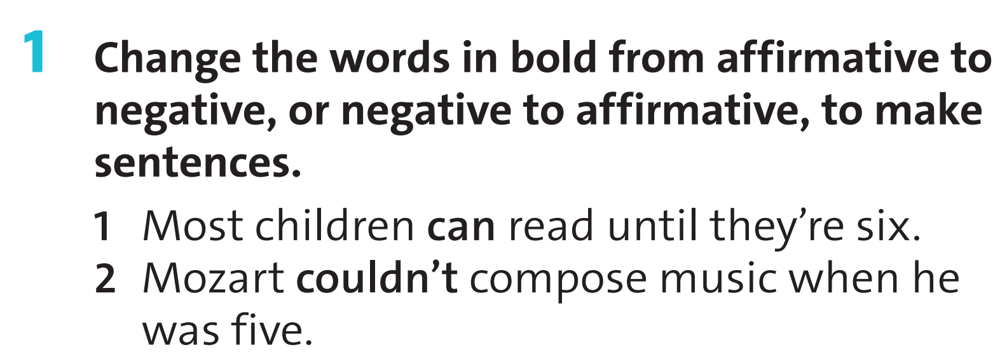 1 Change the words in bold from affirmative to
negative, or negative to affirmative, to make
sentences.
1 Most children can read until they’re six.
2 Mozart couldn’t compose music when he
was five.